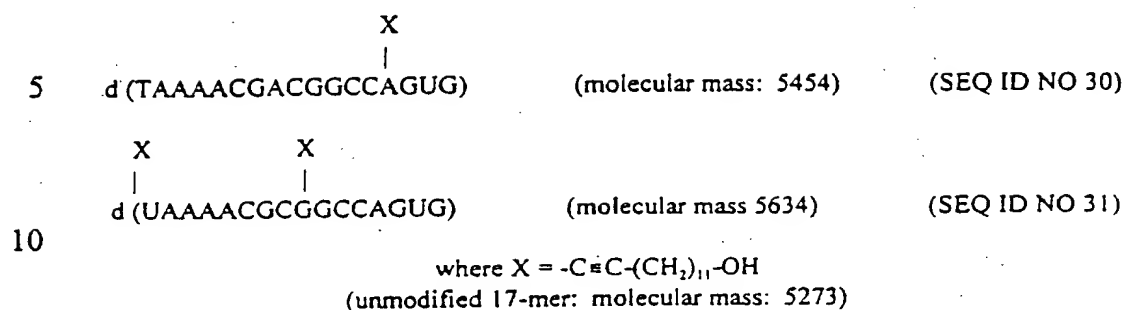 X
|
5 d (TAAAACGACGGCCAGUG) (molecular mass: 5454) (SEQ ID NO 30)
X X
| |
d (UAAAACGCGGCCAGUG) (molecular mass 5634) (SEQ ID NO 31)
10
where X = -C≡C-(CH₂)₁₁-OH
(unmodified 17-mer: molecular mass: 5273)